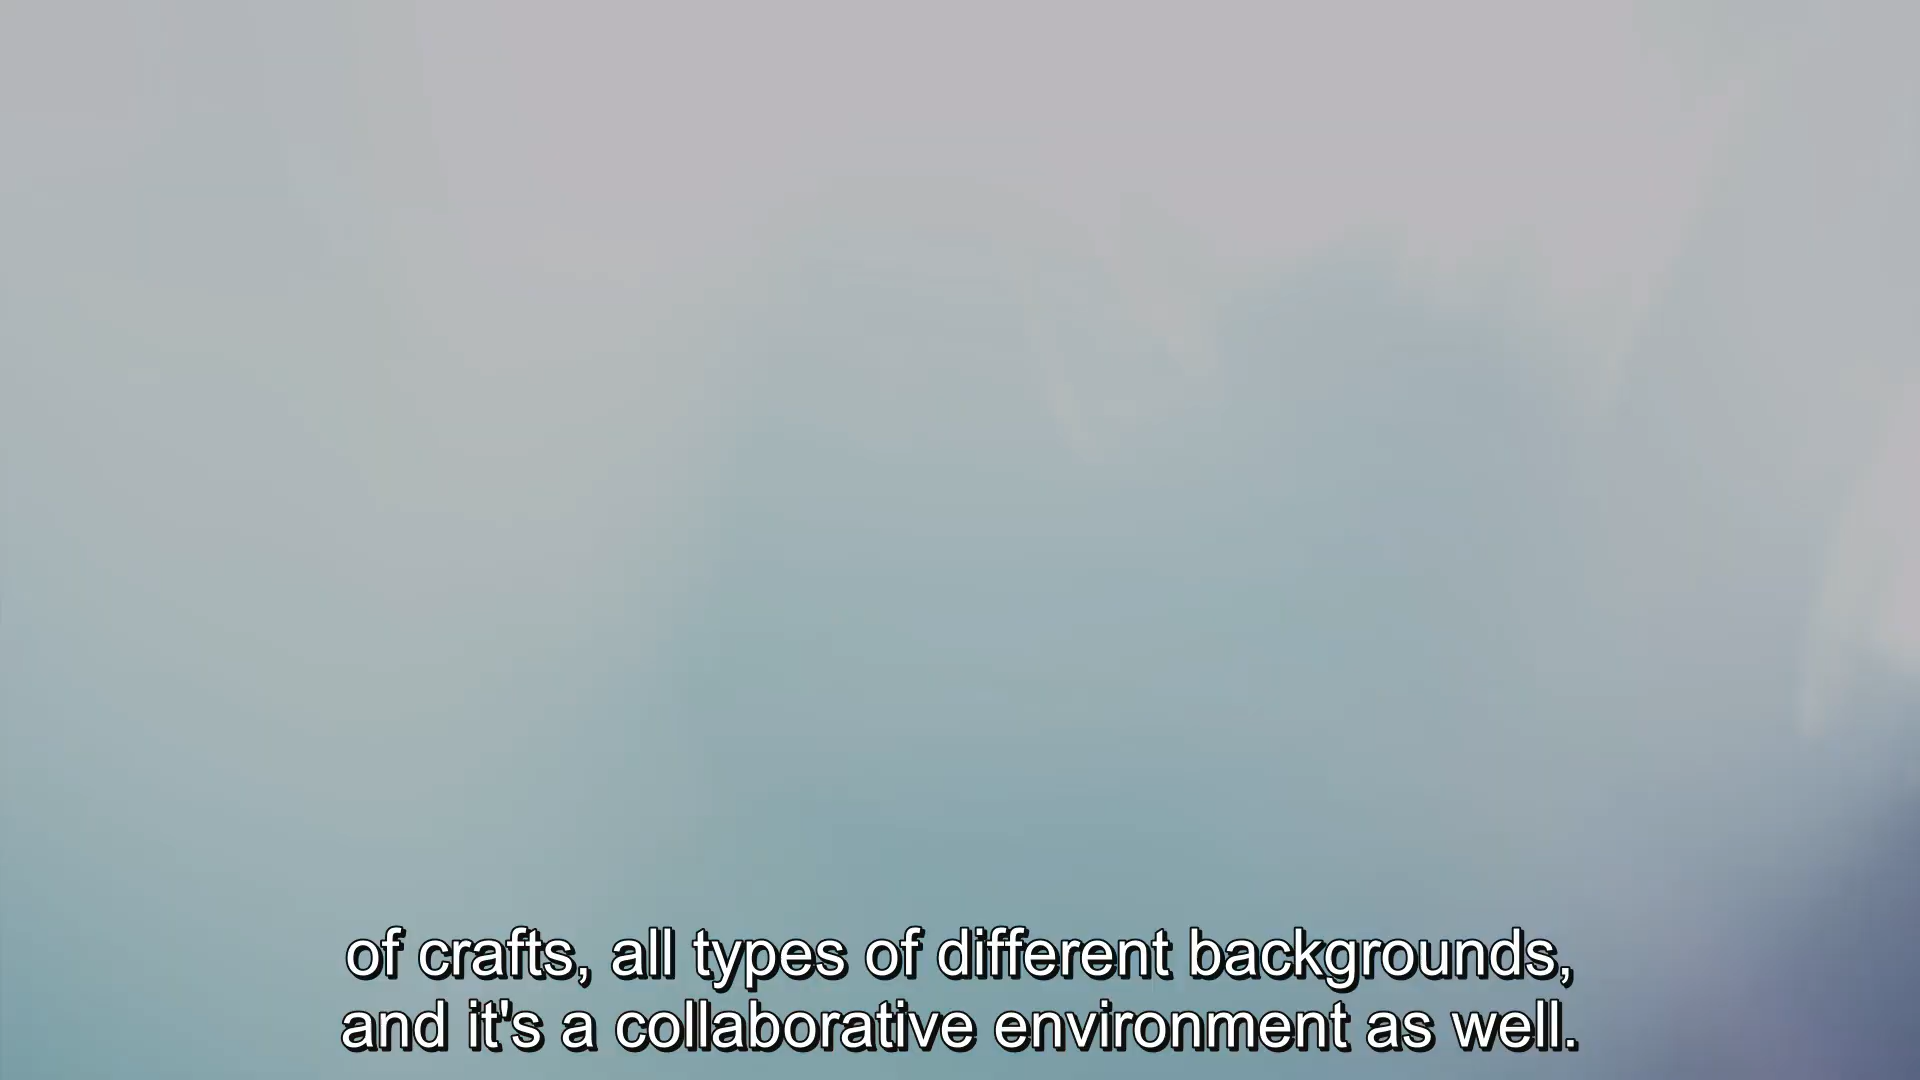 of crafts, all types of different backgrounds,
and it's a collaborative environment as well.